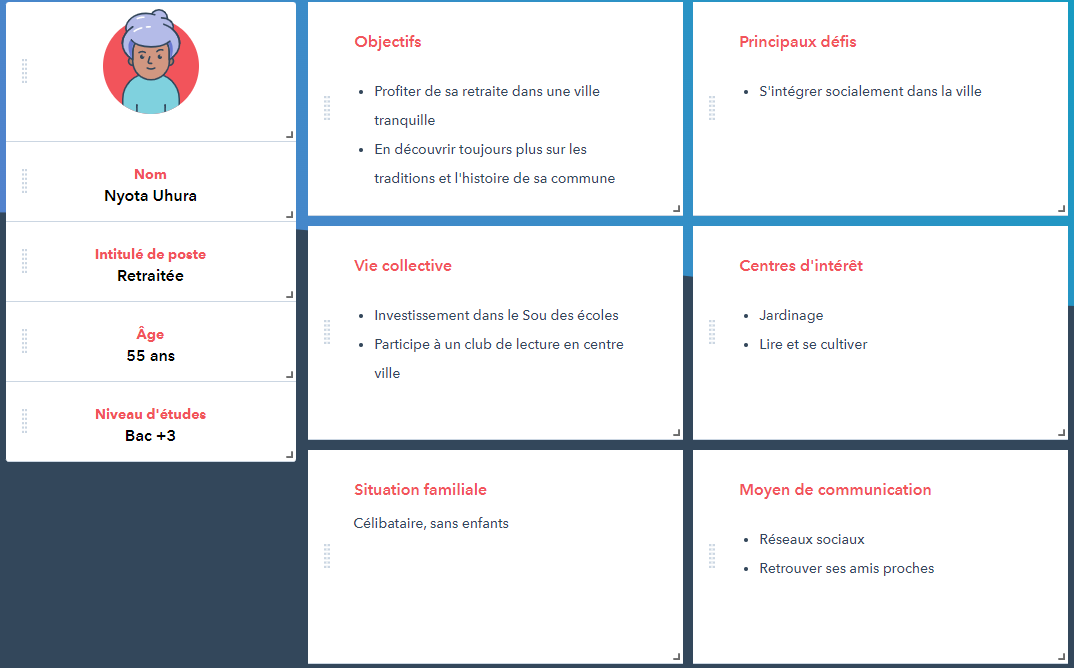 Nom
Nyota Uhura
Intitulé de poste
Retraitée
Âge
55 ans
Niveau d'études
Bac +3
Objectifs
• Profiter de sa retraite dans une ville
tranquille
• En découvrir toujours plus sur les
traditions et l'histoire de sa commune
Principaux défis
• S'intégrer socialement dans la ville
Vie collective
• Investissement dans le Sou des écoles
• Participe à un club de lecture en centre
ville
Centres d'intérêt
• Jardinage
• Lire et se cultiver
Situation familiale
Célibataire, sans enfants
Moyen de communication
• Réseaux sociaux
• Retrouver ses amis proches